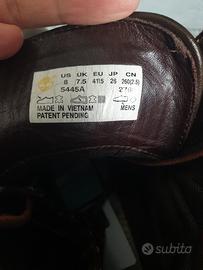 US UK EU JP CN
8 7.5 41.5 26 260(2.5)
5445A
MADE IN VIETNAM
PATENT PENDING
MENS
subito